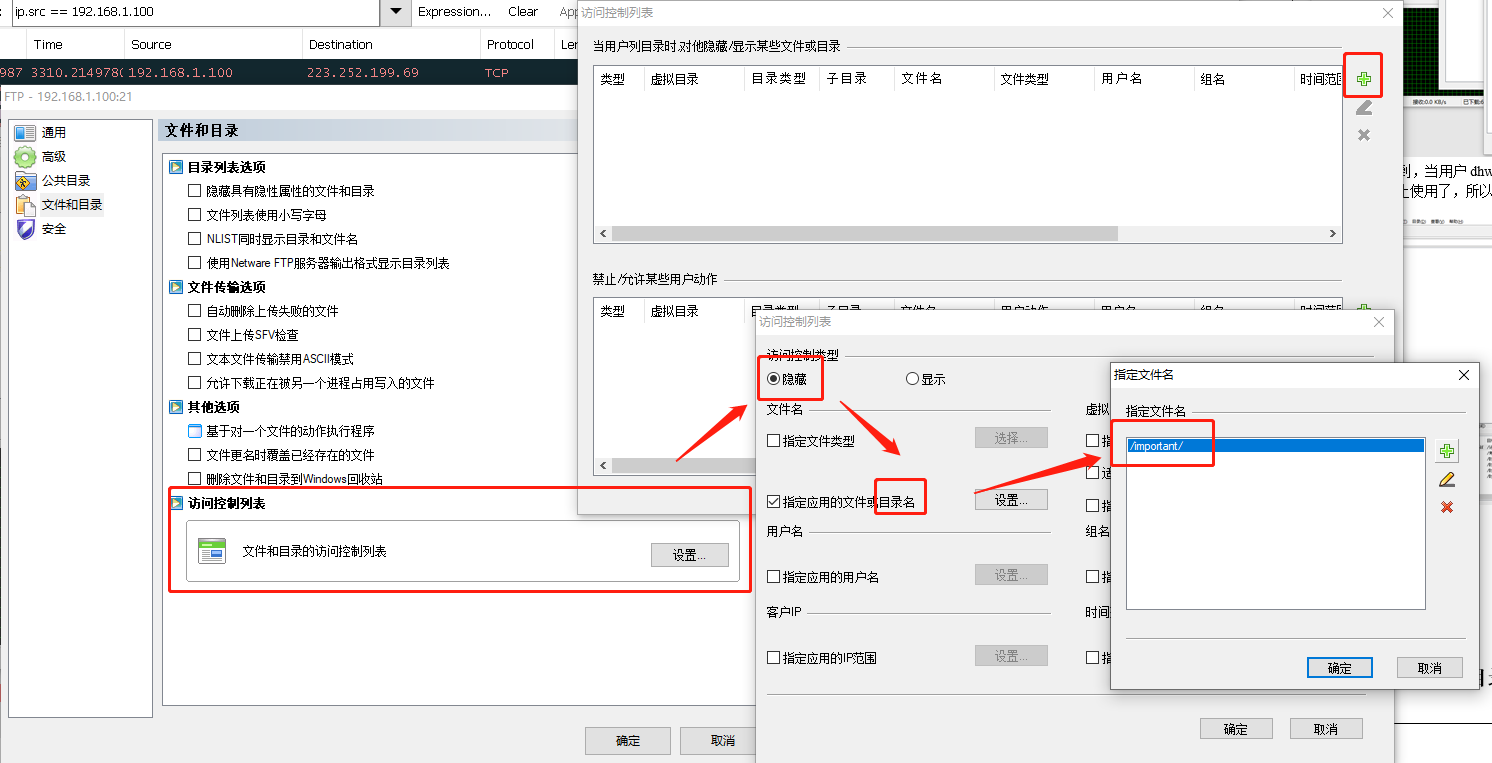 ip.src == 192.168.1.100
Expression... Clear App
Time Source Destination Protocol Len
987 3310.214978( 192.168.1.100 223.252.199.69 TCP
FTP - 192.168.1.100:21
通用
高级
公共目录
文件和目录
安全
文件和目录
目录列表选项
隐藏具有隐性属性的文件和目录
文件列表使用小写字母
NLIST同时显示目录和文件名
使用Netware FTP服务器输出格式显示目录列表
文件传输选项
自动删除上传失败的文件
文件上传SFV检查
文本文件传输禁用ASCII模式
允许下载正在被另一个进程占用写入的文件
其他选项
基于对一个文件的动作执行程序
文件更名时覆盖已经存在的文件
删除文件和目录到Windows回收站
访问控制列表
文件和目录的访问控制列表
设置...
确定 取消
访问控制列表
当用户列目录时,对他隐藏/显示某些文件或目录
类型 虚拟目录 目录类型 子目录 文件名 文件类型 用户名 组名 时间范围
禁止/允许某些用户动作
类型 虚拟目录 目录类型 子目录 文件名 用户动作 用户名 组名 时间范围
访问控制列表
访问控制类型
隐藏 显示
文件名 虚拟
指定文件类型 选择... 指
适
指定应用的文件或目录名 设置... 指
用户名 组名
指定应用的用户名 设置... 指
客户IP 时间
指定应用的IP范围 设置... 指
确定 取消
指定文件名
指定文件名
/important/
确定 取消
接收:0.0 KB/s 已下载:6
到，当用户 dhw
止使用了，所以